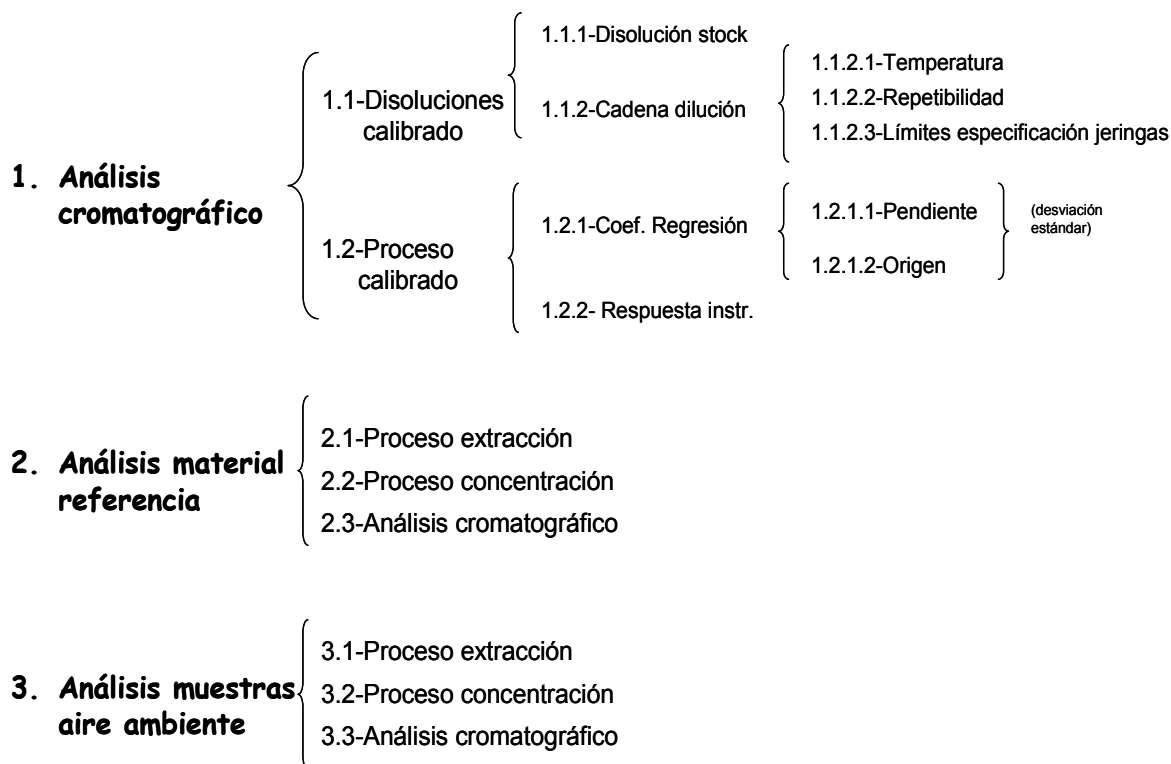 1. Análisis
cromatográfico
1.1-Disoluciones
calibrado
1.1.1-Disolución stock
1.1.2-Cadena dilución
1.1.2.1-Temperatura
1.1.2.2-Repetibilidad
1.1.2.3-Límites especificación jeringas
1.2-Proceso
calibrado
1.2.1-Coef. Regresión
1.2.1.1-Pendiente
1.2.1.2-Origen
(desviación
estándar)
1.2.2- Respuesta instr.
2. Análisis material
referencia
2.1-Proceso extracción
2.2-Proceso concentración
2.3-Análisis cromatográfico
3. Análisis muestras
aire ambiente
3.1-Proceso extracción
3.2-Proceso concentración
3.3-Análisis cromatográfico